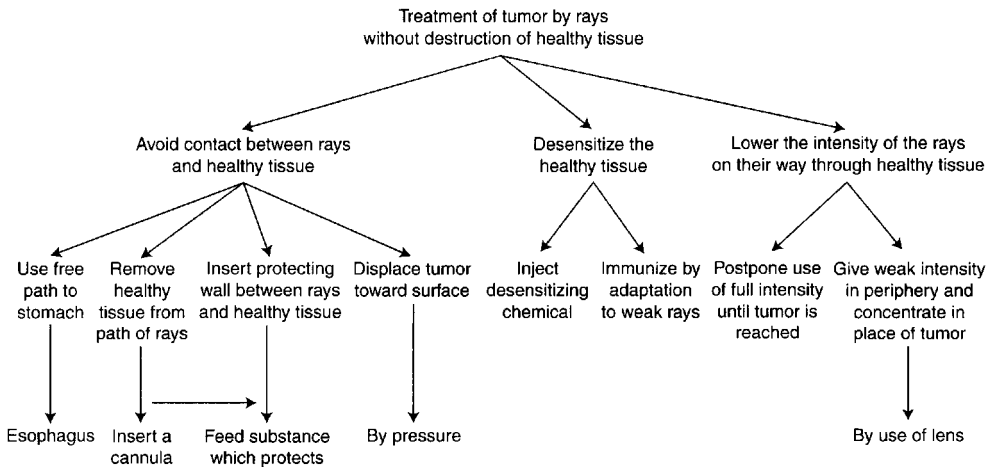 Treatment of tumor by rays
without destruction of healthy tissue
Avoid contact between rays
and healthy tissue
Desensitize the
healthy tissue
Lower the intensity of the rays
on their way through healthy tissue
Use free
path to
stomach
Remove
healthy
tissue from
path of rays
Insert protecting
wall between rays
and healthy tissue
Displace tumor
toward surface
Inject
desensitizing
chemical
Immunize by
adaptation
to weak rays
Postpone use
of full intensity
until tumor is
reached
Give weak intensity
in periphery and
concentrate in
place of tumor
Esophagus
Insert a
cannula
Feed substance
which protects
By pressure
By use of lens